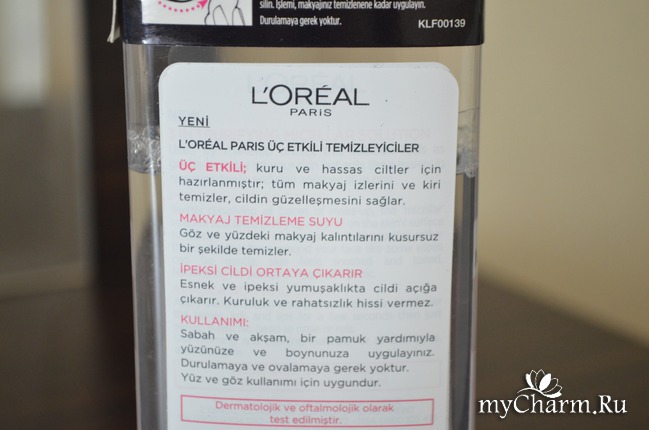 silin. İşlemi, makyajınız temizlenene kadar uygulayın.
Durulamaya gerek yoktur.
KLF00139
L'ORÉAL
PARIS
YENİ
L'ORÉAL PARIS ÜÇ ETKİLİ TEMİZLEYİCİLER
ÜÇ ETKİLİ; kuru ve hassas ciltler için
hazırlanmıştır; tüm makyaj izlerini ve kiri
temizler, cildin güzelleşmesini sağlar.
MAKYAJ TEMİZLEME SUYU
Göz ve yüzdeki makyaj kalıntılarını kusursuz
bir şekilde temizler.
İPEKSİ CİLDİ ORTAYA ÇIKARIR
Esnek ve ipeksi yumuşaklıkta cildi açığa
çıkarır. Kuruluk ve rahatsızlık hissi vermez.
KULLANIMI:
Sabah ve akşam, bir pamuk yardımıyla
yüzünüze ve boynunuza uygulayınız.
Durulamaya ve ovalamaya gerek yoktur.
Yüz ve göz kullanımı için uygundur.
Dermatolojik ve oftalmolojik olarak
test edilmiştir.
myCharm.Ru